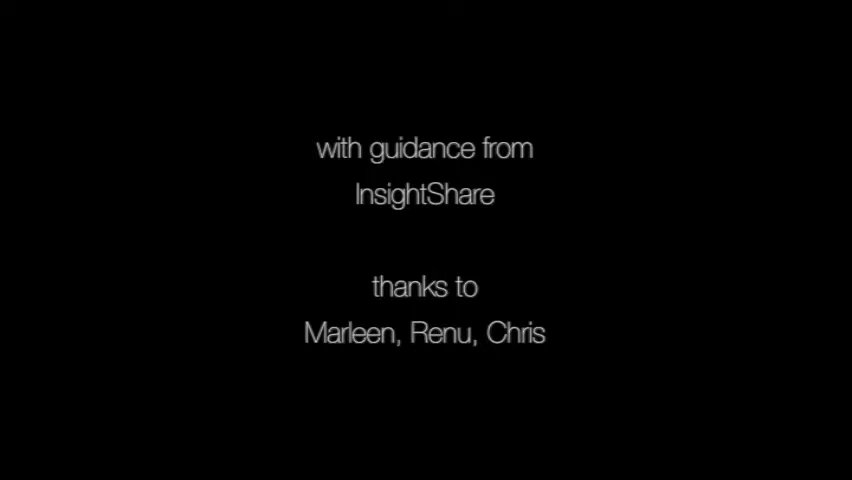 with guidance from
InsightShare
thanks to
Marleen, Renu, Chris